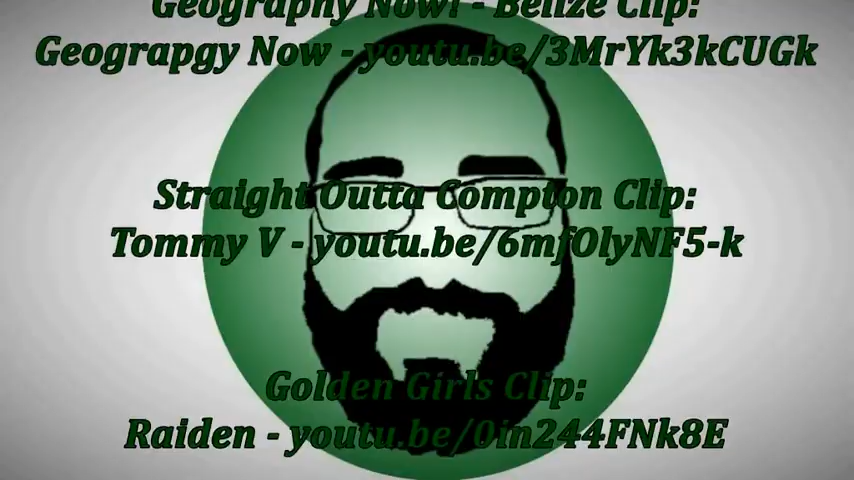 Geography Now! - Belize Clip:
Geograpgy Now - youtu.be/3MrYk3kCUGk
Straight Outta Compton Clip:
Tommy V - youtu.be/6mfOlyNF5-k
Golden Girls Clip:
Raiden - youtu.be/0in244FNk8E